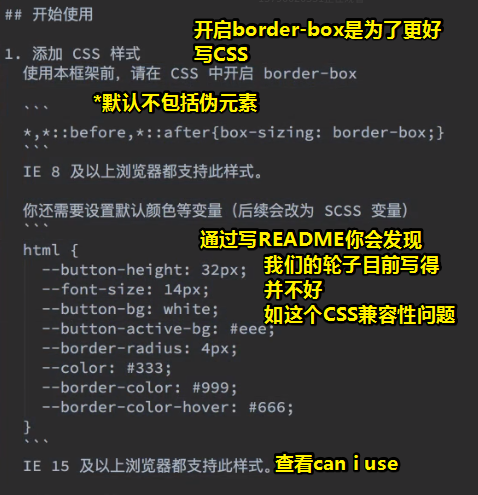 ## 开始使用
开启border-box是为了更好
写CSS
1. 添加 CSS 样式
使用本框架前，请在 CSS 中开启 border-box
```
*默认不包括伪元素
*,*::before,*::after{box-sizing: border-box;}
```
IE 8 及以上浏览器都支持此样式。
你还需要设置默认颜色等变量（后续会改为 SCSS 变量）
```
通过写README你会发现
html {
我们的轮子目前写得
--button-height: 32px;
并不好
--font-size: 14px;
如这个CSS兼容性问题
--button-bg: white;
--button-active-bg: #eee;
--border-radius: 4px;
--color: #333;
--border-color: #999;
--border-color-hover: #666;
}
```
IE 15 及以上浏览器都支持此样式。
查看can i use